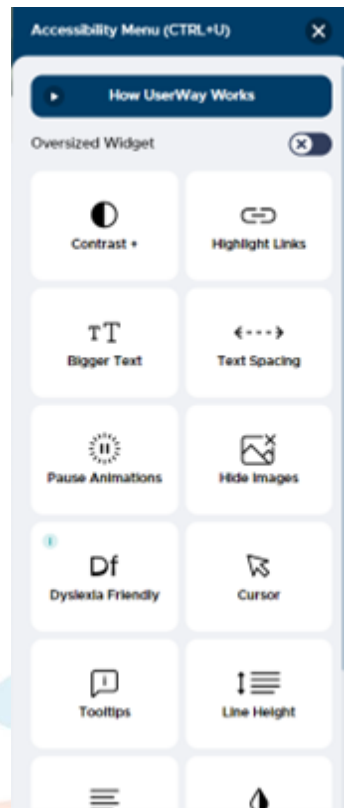 Accessibility Menu (CTRL+U)
How UserWay Works
Oversized Widget
Contrast +
Highlight Links
TT
Bigger Text
Text Spacing
Pause Animations
Hide Images
Df
Dyslexia Friendly
Cursor
Tooltips
Line Height